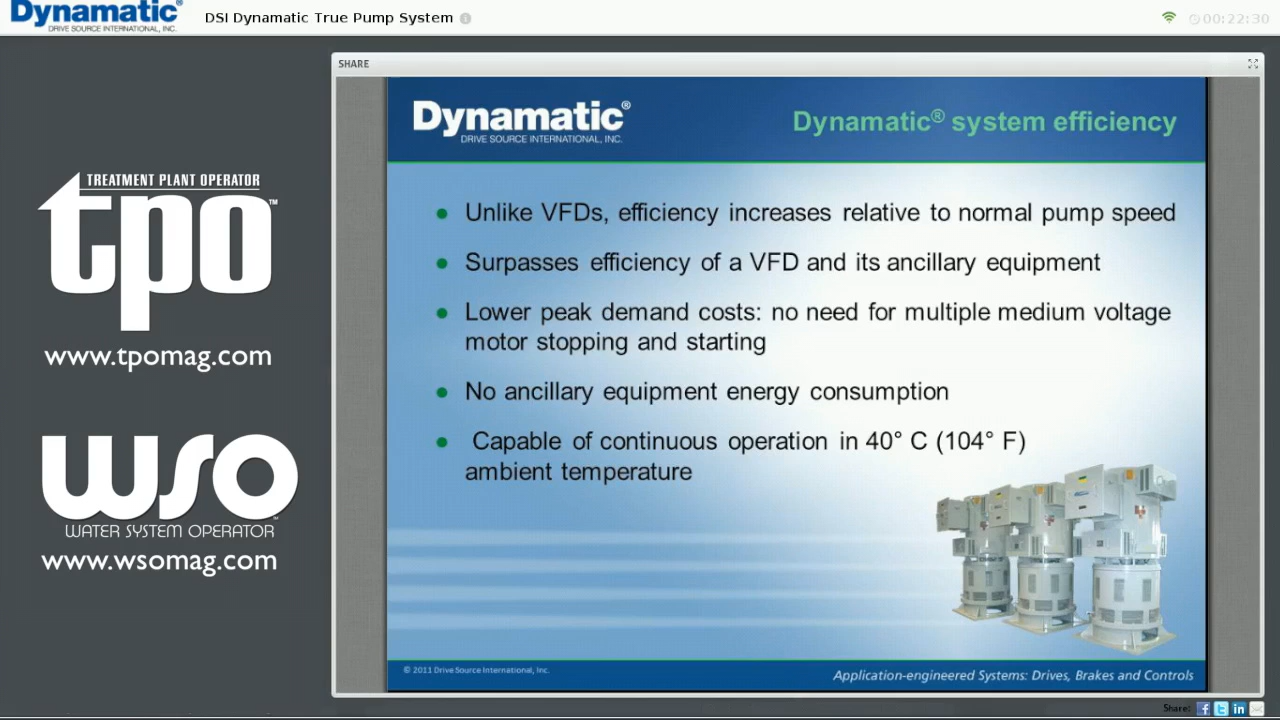 Dynamatic®
DRIVE SOURCE INTERNATIONAL, INC.
DSI Dynamatic True Pump System
00:22:30
SHARE
TREATMENT PLANT OPERATOR
tpo™
www.tpomag.com
wso
WATER SYSTEM OPERATOR
www.wsomag.com
Dynamatic®
DRIVE SOURCE INTERNATIONAL, INC.
Dynamatic® system efficiency
● Unlike VFDs, efficiency increases relative to normal pump speed
● Surpasses efficiency of a VFD and its ancillary equipment
● Lower peak demand costs: no need for multiple medium voltage
motor stopping and starting
● No ancillary equipment energy consumption
● Capable of continuous operation in 40° C (104° F)
ambient temperature
© 2011 Drive Source International, Inc.
Application-engineered Systems: Drives, Brakes and Controls
Share: